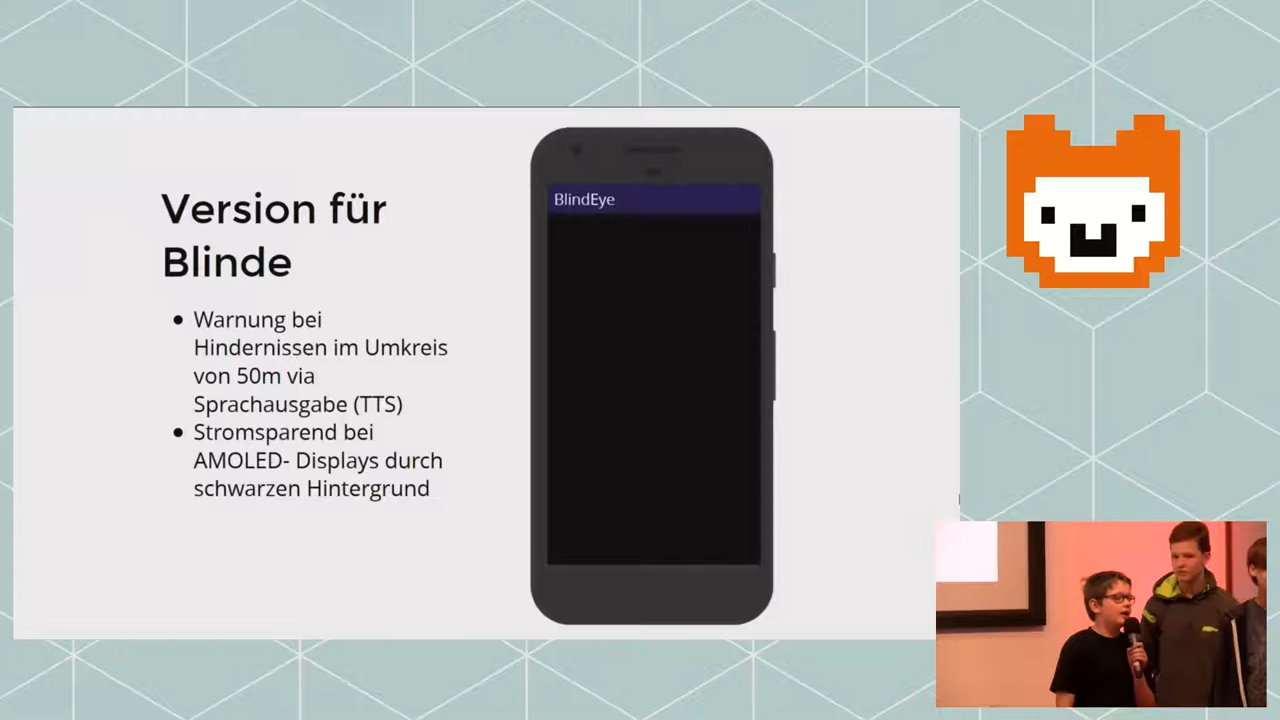 Version für
Blinde
Warnung bei
Hindernissen im Umkreis
von 50m via
Sprachausgabe (TTS)
Stromsparend bei
AMOLED- Displays durch
schwarzen Hintergrund
BlindEye